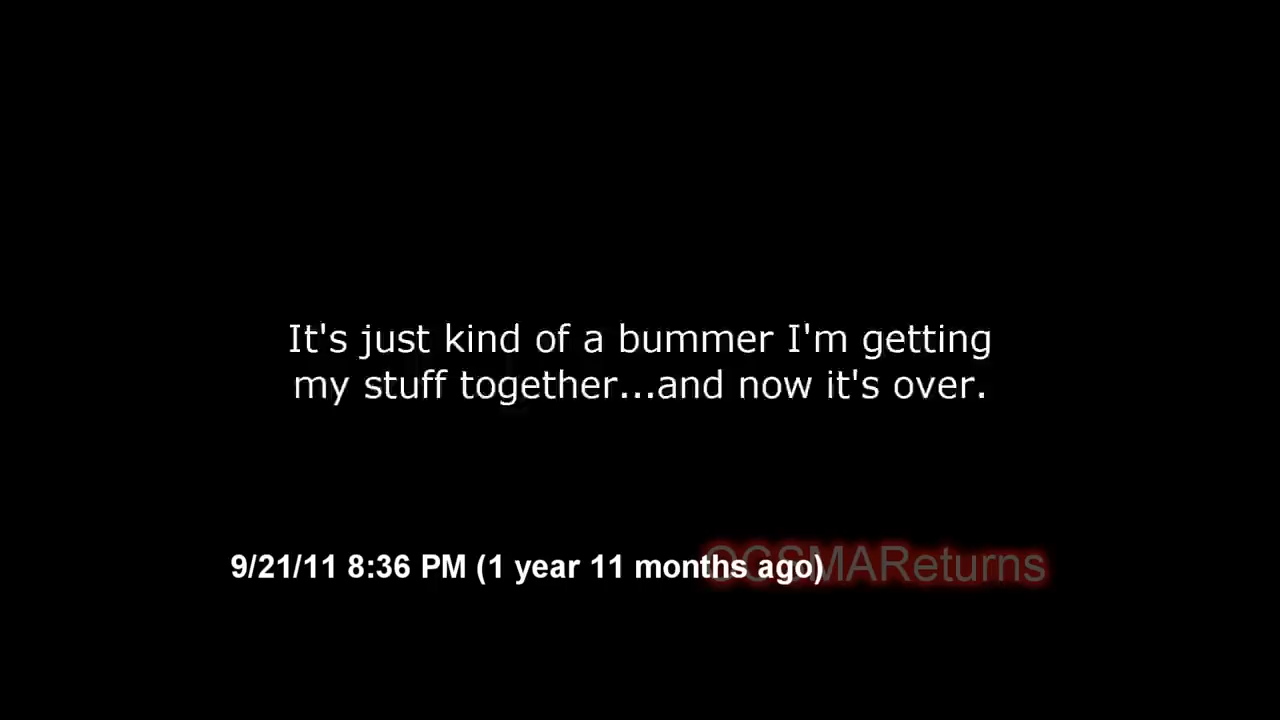 It's just kind of a bummer I'm getting
my stuff together...and now it's over.
9/21/11 8:36 PM (1 year 11 months ago)
OGSMAReturns